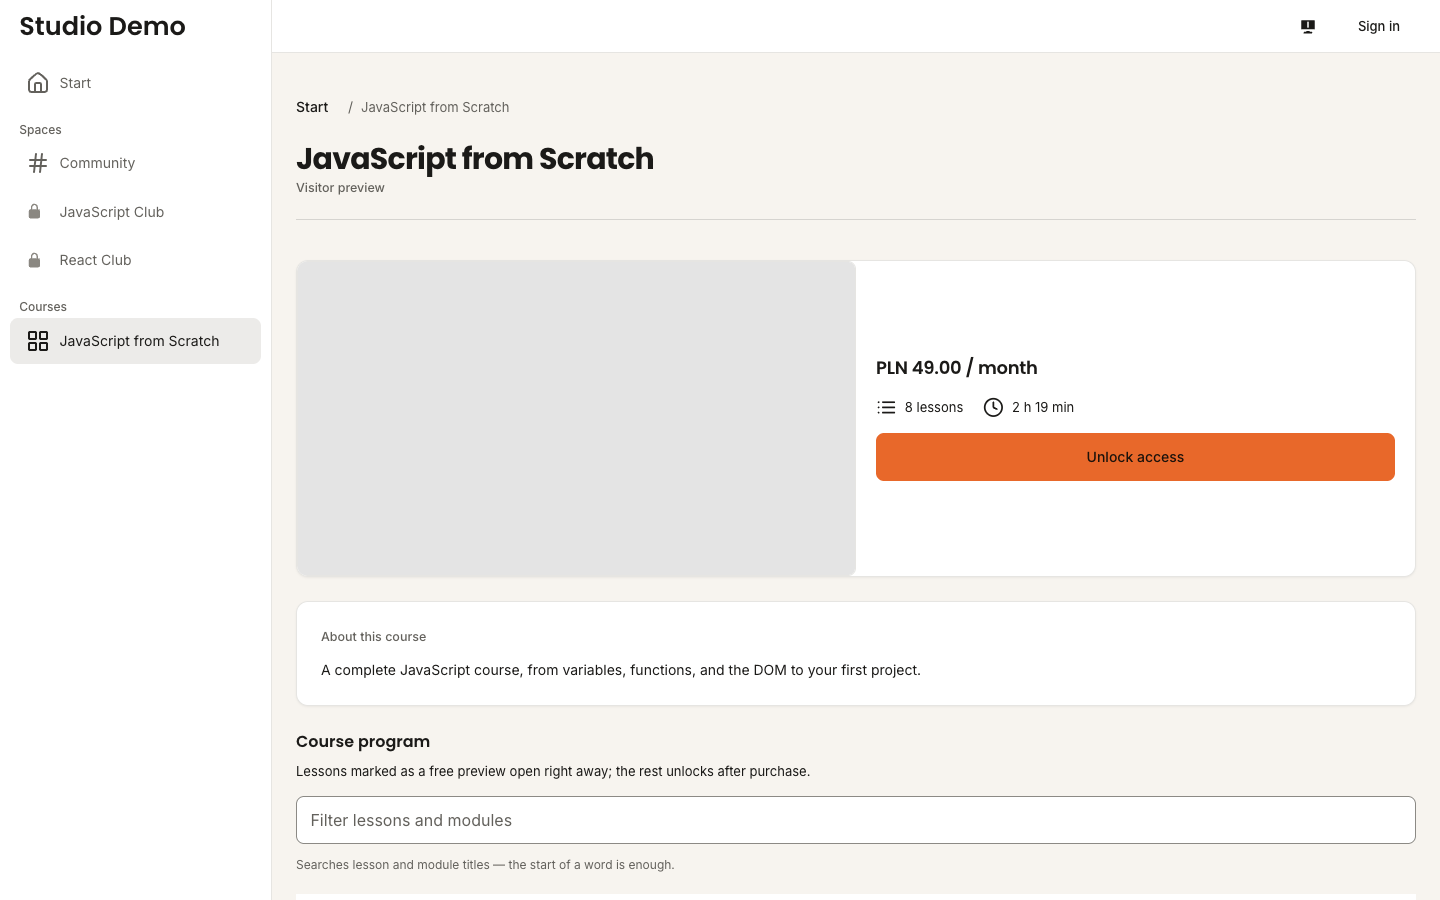 Studio Demo
Sign in
Start
Spaces
Community
JavaScript Club
React Club
Courses
JavaScript from Scratch
Start / JavaScript from Scratch
JavaScript from Scratch
Visitor preview
PLN 49.00 / month
8 lessons 2 h 19 min
Unlock access
About this course
A complete JavaScript course, from variables, functions, and the DOM to your first project.
Course program
Lessons marked as a free preview open right away; the rest unlocks after purchase.
Filter lessons and modules
Searches lesson and module titles — the start of a word is enough.